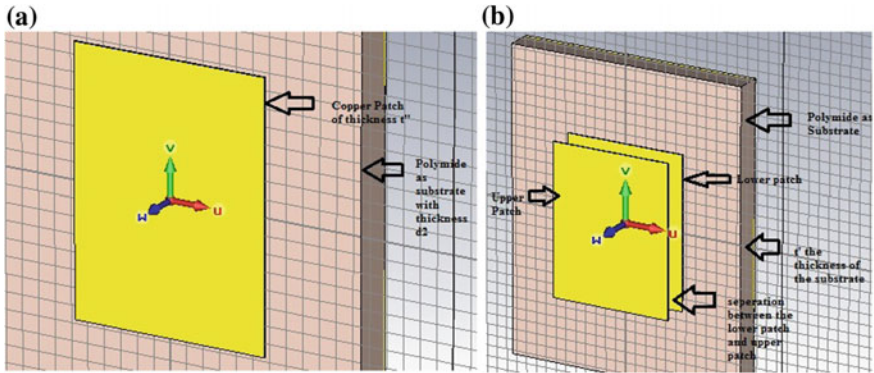 (a)
Copper Patch
of thickness t"
Polymide
as
substrate
with
thickness
d2
V
U
W
(b)
Polymide as
Substrate
Lower patch
Upper
Patch
t' the
thickness of
the substrate
seperation
between the
lower patch
and upper
patch
V
U
W